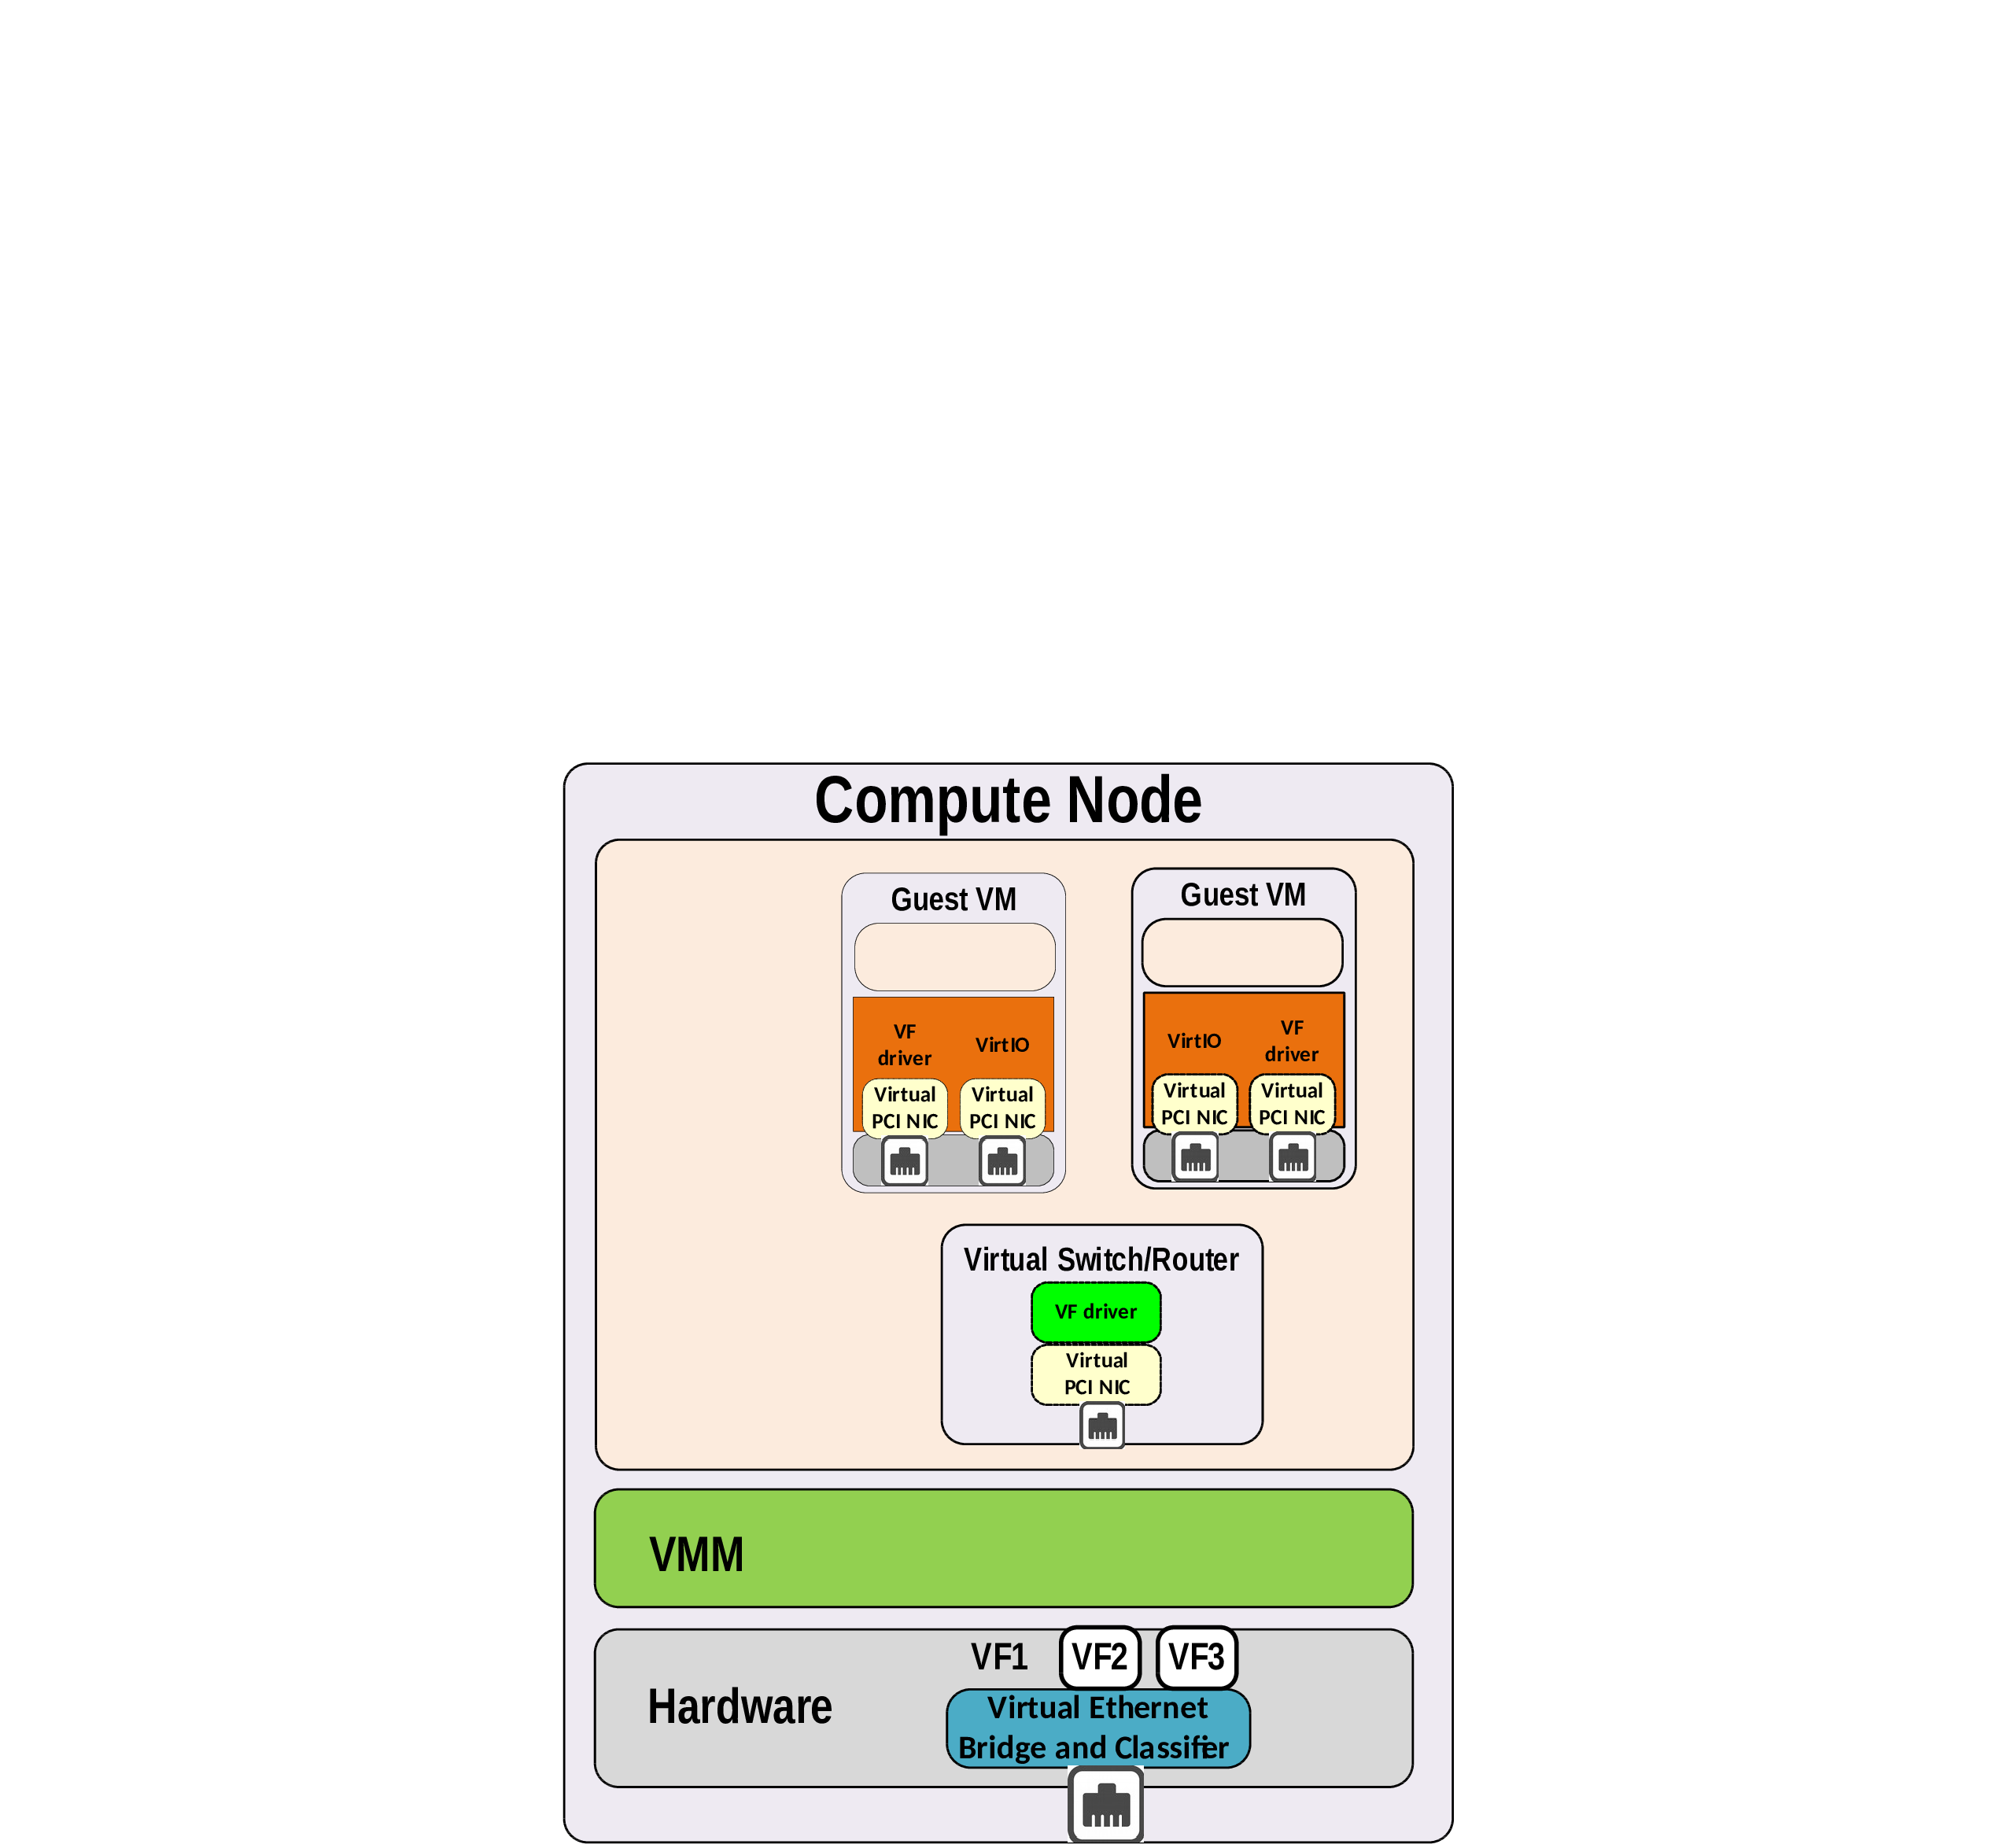 Compute Node
Guest VM
Guest VM
VF
driver
VirtIO
VirtIO
VF
driver
Virtual
PCI NIC
Virtual
PCI NIC
Virtual
PCI NIC
Virtual
PCI NIC
Virtual Switch/Router
VF driver
Virtual
PCI NIC
VMM
VF1
VF2
VF3
Hardware
Virtual Ethernet
Bridge and Classifier